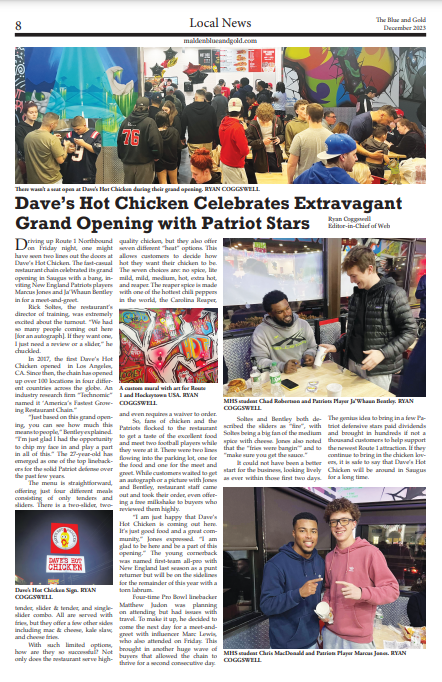 8
Local News
The Blue and Gold
December 2023
maldenblueandgold.com
There wasn't a seat open at Dave's Hot Chicken during their grand opening. RYAN COGGSWELL
Dave's Hot Chicken Celebrates Extravagant
Grand Opening with Patriot Stars
Ryan Coggswell
Editor-in-Chief of Web
Driving up Route 1 Northbound
on Friday night, one might
have seen two lines out the doors at
Dave's Hot Chicken. The fast-casual
restaurant chain celebrated its grand
opening in Saugus with a bang, in-
viting New England Patriots players
Marcus Jones and Ja'Whaun Bentley
in for a meet-and-greet.
Rick Soltes, the restaurant's
director of training, was extremely
excited about the turnout. "We had
so many people coming out here
[for an autograph]. If they want one,
I just need a review or a slider," he
chuckled.
In 2017, the first Dave's Hot
Chicken opened in Los Angeles,
CA. Since then, the chain has opened
up over 100 locations in four differ-
ent countries across the globe. An
industry research firm "Technomic"
named it "America's Fastest Grow-
ing Restaurant Chain."
"Just based on this grand open-
ing, you can see how much this
means to people," Bentley explained.
"I'm just glad I had the opportunity
to chip my face in and play a part
in all of this." The 27-year-old has
emerged as one of the top lineback-
ers for the solid Patriot defense over
the past few years.
The menu is straightforward,
offering just four different meals
consisting of only tenders and
sliders. There is a two-slider, two-
DAVE'S
HOT
CHICKEN
Dave's Hot Chicken Sign. RYAN
COGGSWELL
tender, slider & tender, and single-
slider combo. All are served with
fries, but they offer a few other sides
including mac & cheese, kale slaw,
and cheese fries.
With such limited options,
how are they so successful? Not
only does the restaurant serve high-
quality chicken, but they also offer
seven different "heat" options. This
allows customers to decide how
hot they want their chicken to be.
The seven choices are: no spice, lite
mild, mild, medium, hot, extra hot,
and reaper. The reaper spice is made
with one of the hottest chili peppers
in the world, the Carolina Reaper,
A custom mural with art for Route
1 and Hockeytown USA. RYAN
COGGSWELL
and even requires a waiver to order.
So, fans of chicken and the
Patriots flocked to the restaurant
to get a taste of the excellent food
and meet two football players while
they were at it. There were two lines
flowing into the parking lot, one for
the food and one for the meet and
greet. While customers waited to get
an autograph or a picture with Jones
and Bentley, restaurant staff came
out and took their order, even offer-
ing a free milkshake to buyers who
reviewed them highly.
"I am just happy that Dave's
Hot Chicken is coming out here.
It's just good food and a great com-
munity," Jones expressed. "I am
glad to be here and be a part of this
opening." The young cornerback
was named first-team all-pro with
New England last season as a punt
returner but will be on the sidelines
for the remainder of this year with a
torn labrum.
Four-time Pro Bowl linebacker
Matthew Judon was planning
on attending but had issues with
travel. To make it up, he decided to
come the next day for a meet-and-
greet with influencer Marc Lewis,
who also attended on Friday. This
brought in another huge wave of
buyers that allowed the chain to
thrive for a second consecutive day.
76
MHS student Chad Robertson and Patriots Player Ja'Whaun Bentley. RYAN
COGGSWELL
Soltes and Bentley both de-
scribed the sliders as "fire", with
Soltes being a big fan of the medium
spice with cheese. Jones also noted
that the "fries were bangin'" and to
"make sure you get the sauce."
It could not have been a better
start for the business, looking lively
as ever within those first two days.
The genius idea to bring in a few Pa-
triot defensive stars paid dividends
and brought in hundreds if not a
thousand customers to help support
the newest Route 1 attraction. If they
continue to bring in the chicken lov-
ers, it is safe to say that Dave's Hot
Chicken will be around in Saugus
for a long time.
MHS student Chris MacDonald and Patriots Player Marcus Jones. RYAN
COGGSWELL